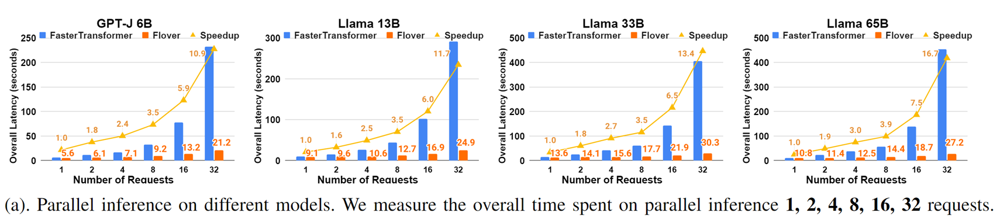 GPT-J 6B
FasterTransformer Flover Speedup
250
200
150
100
50
0
Overall Latency (seconds)
1.0 1.8 2.4 3.5 5.9 10.9
5.6 6.1 7.1 9.2 13.2 21.2
1 2 4 8 16 32
Number of Requests
Llama 13B
FasterTransformer Flover Speedup
300
200
100
0
Overall Latency (seconds)
1.0 1.6 2.5 3.5 6.0 11.7
9.1 9.6 10.6 12.7 16.9 24.9
1 2 4 8 16 32
Number of Requests
Llama 33B
FasterTransformer Flover Speedup
500
400
300
200
100
0
Overall Latency (seconds)
1.0 1.8 2.7 3.5 6.5 13.4
13.6 14.1 15.6 17.7 21.9 30.3
1 2 4 8 16 32
Number of Requests
Llama 65B
FasterTransformer Flover Speedup
500
400
300
200
100
0
Overall Latency (seconds)
1.0 1.9 3.0 3.9 7.5 16.7
10.8 11.4 12.5 14.4 18.7 27.2
1 2 4 8 16 32
Number of Requests
(a). Parallel inference on different models. We measure the overall time spent on parallel inference 1, 2, 4, 8, 16, 32 requests.